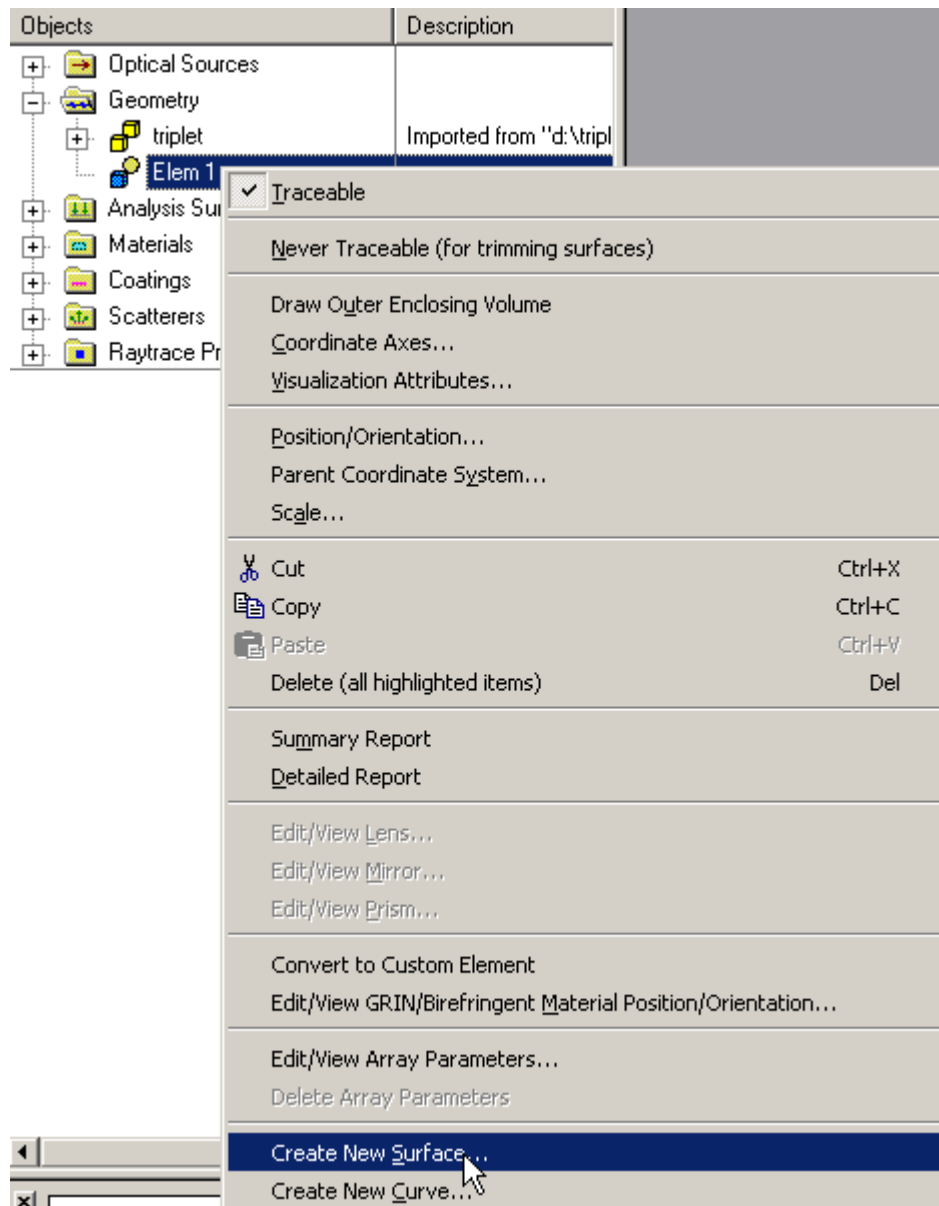 Objects Description
Optical Sources
Geometry
triplet Imported from "d:\tripl
Elem 1
Analysis Sur
Materials
Coatings
Scatterers
Raytrace Pr
Traceable
Never Traceable (for trimming surfaces)
Draw Outer Enclosing Volume
Coordinate Axes...
Visualization Attributes...
Position/Orientation...
Parent Coordinate System...
Scale...
Cut Ctrl+X
Copy Ctrl+C
Paste Ctrl+V
Delete (all highlighted items) Del
Summary Report
Detailed Report
Edit/View Lens...
Edit/View Mirror...
Edit/View Prism...
Convert to Custom Element
Edit/View GRIN/Birefringent Material Position/Orientation...
Edit/View Array Parameters...
Delete Array Parameters
Create New Surface...
Create New Curve...